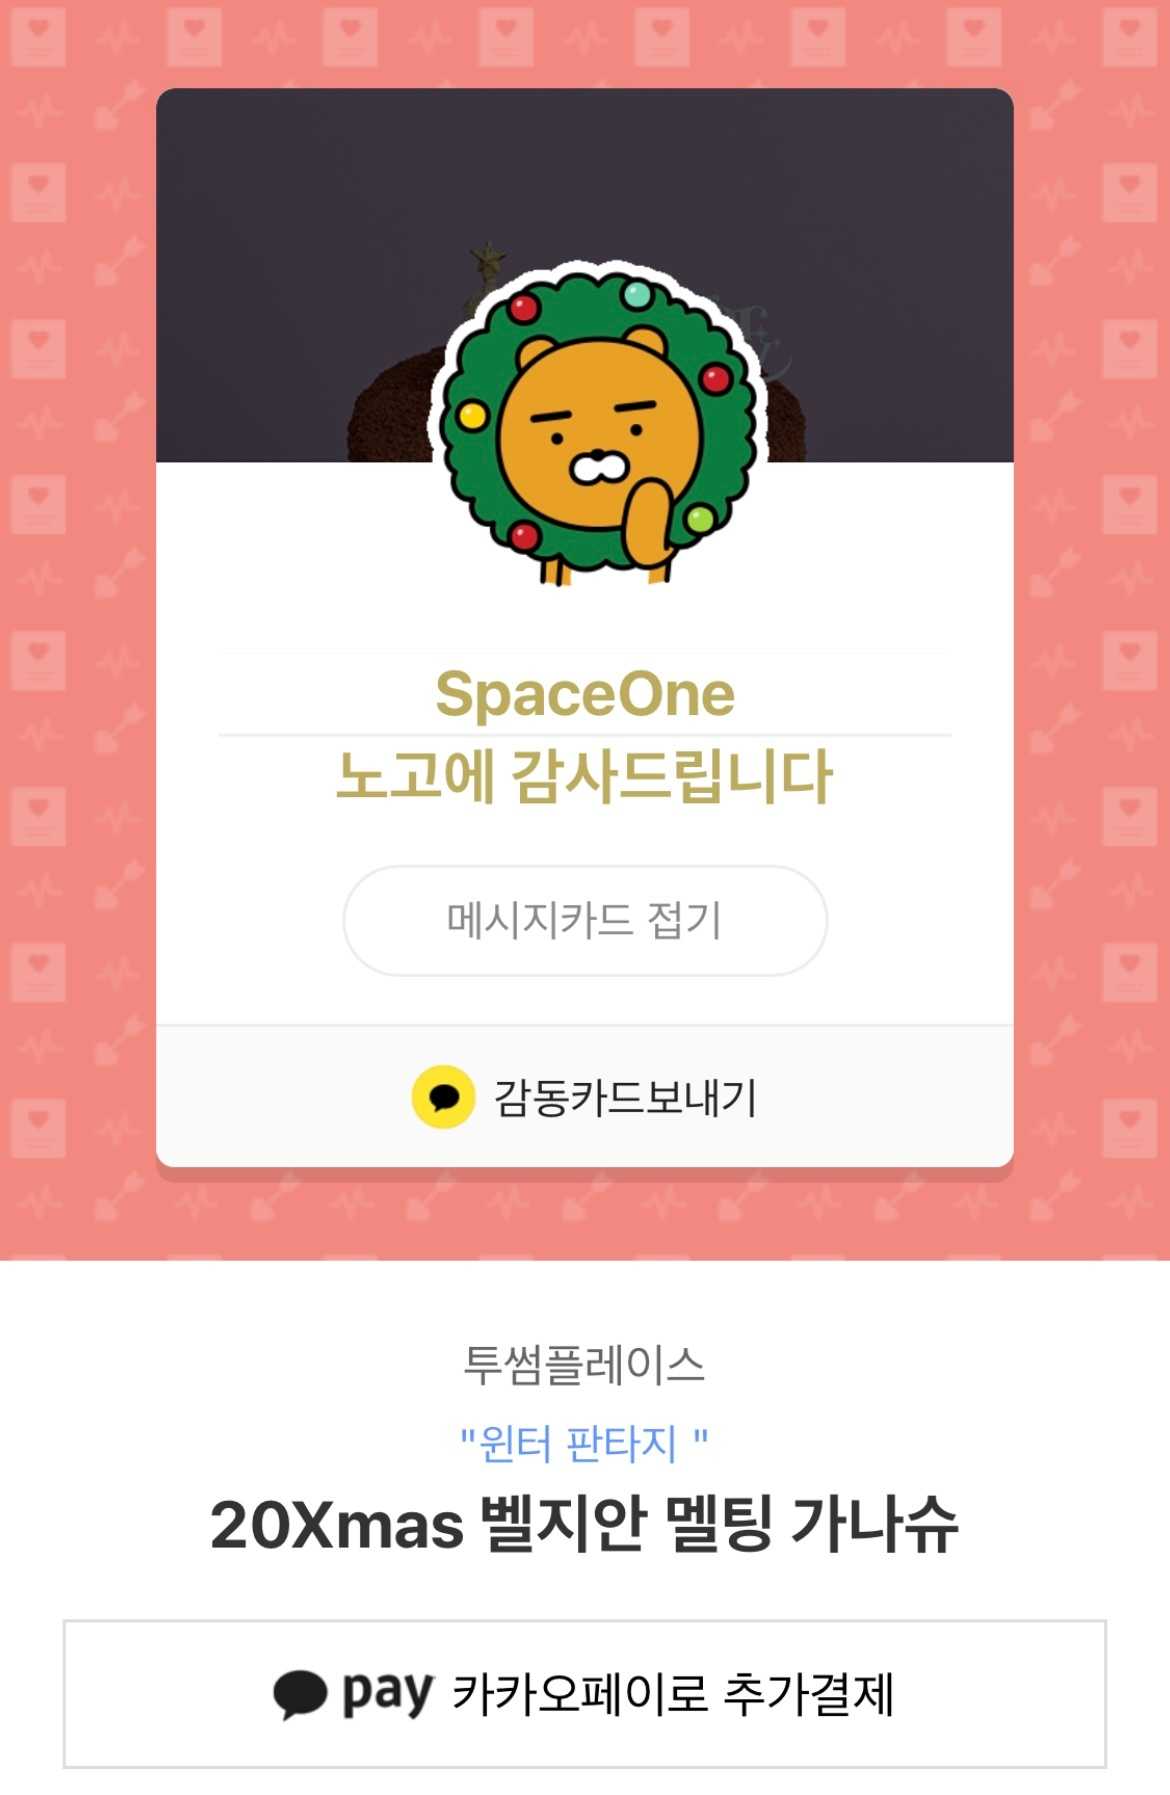 SpaceOne
노고에 감사드립니다
메시지카드 접기
감동카드보내기
투썸플레이스
"윈터 판타지 "
20Xmas 벨지안 멜팅 가나슈
pay 카카오페이로 추가결제